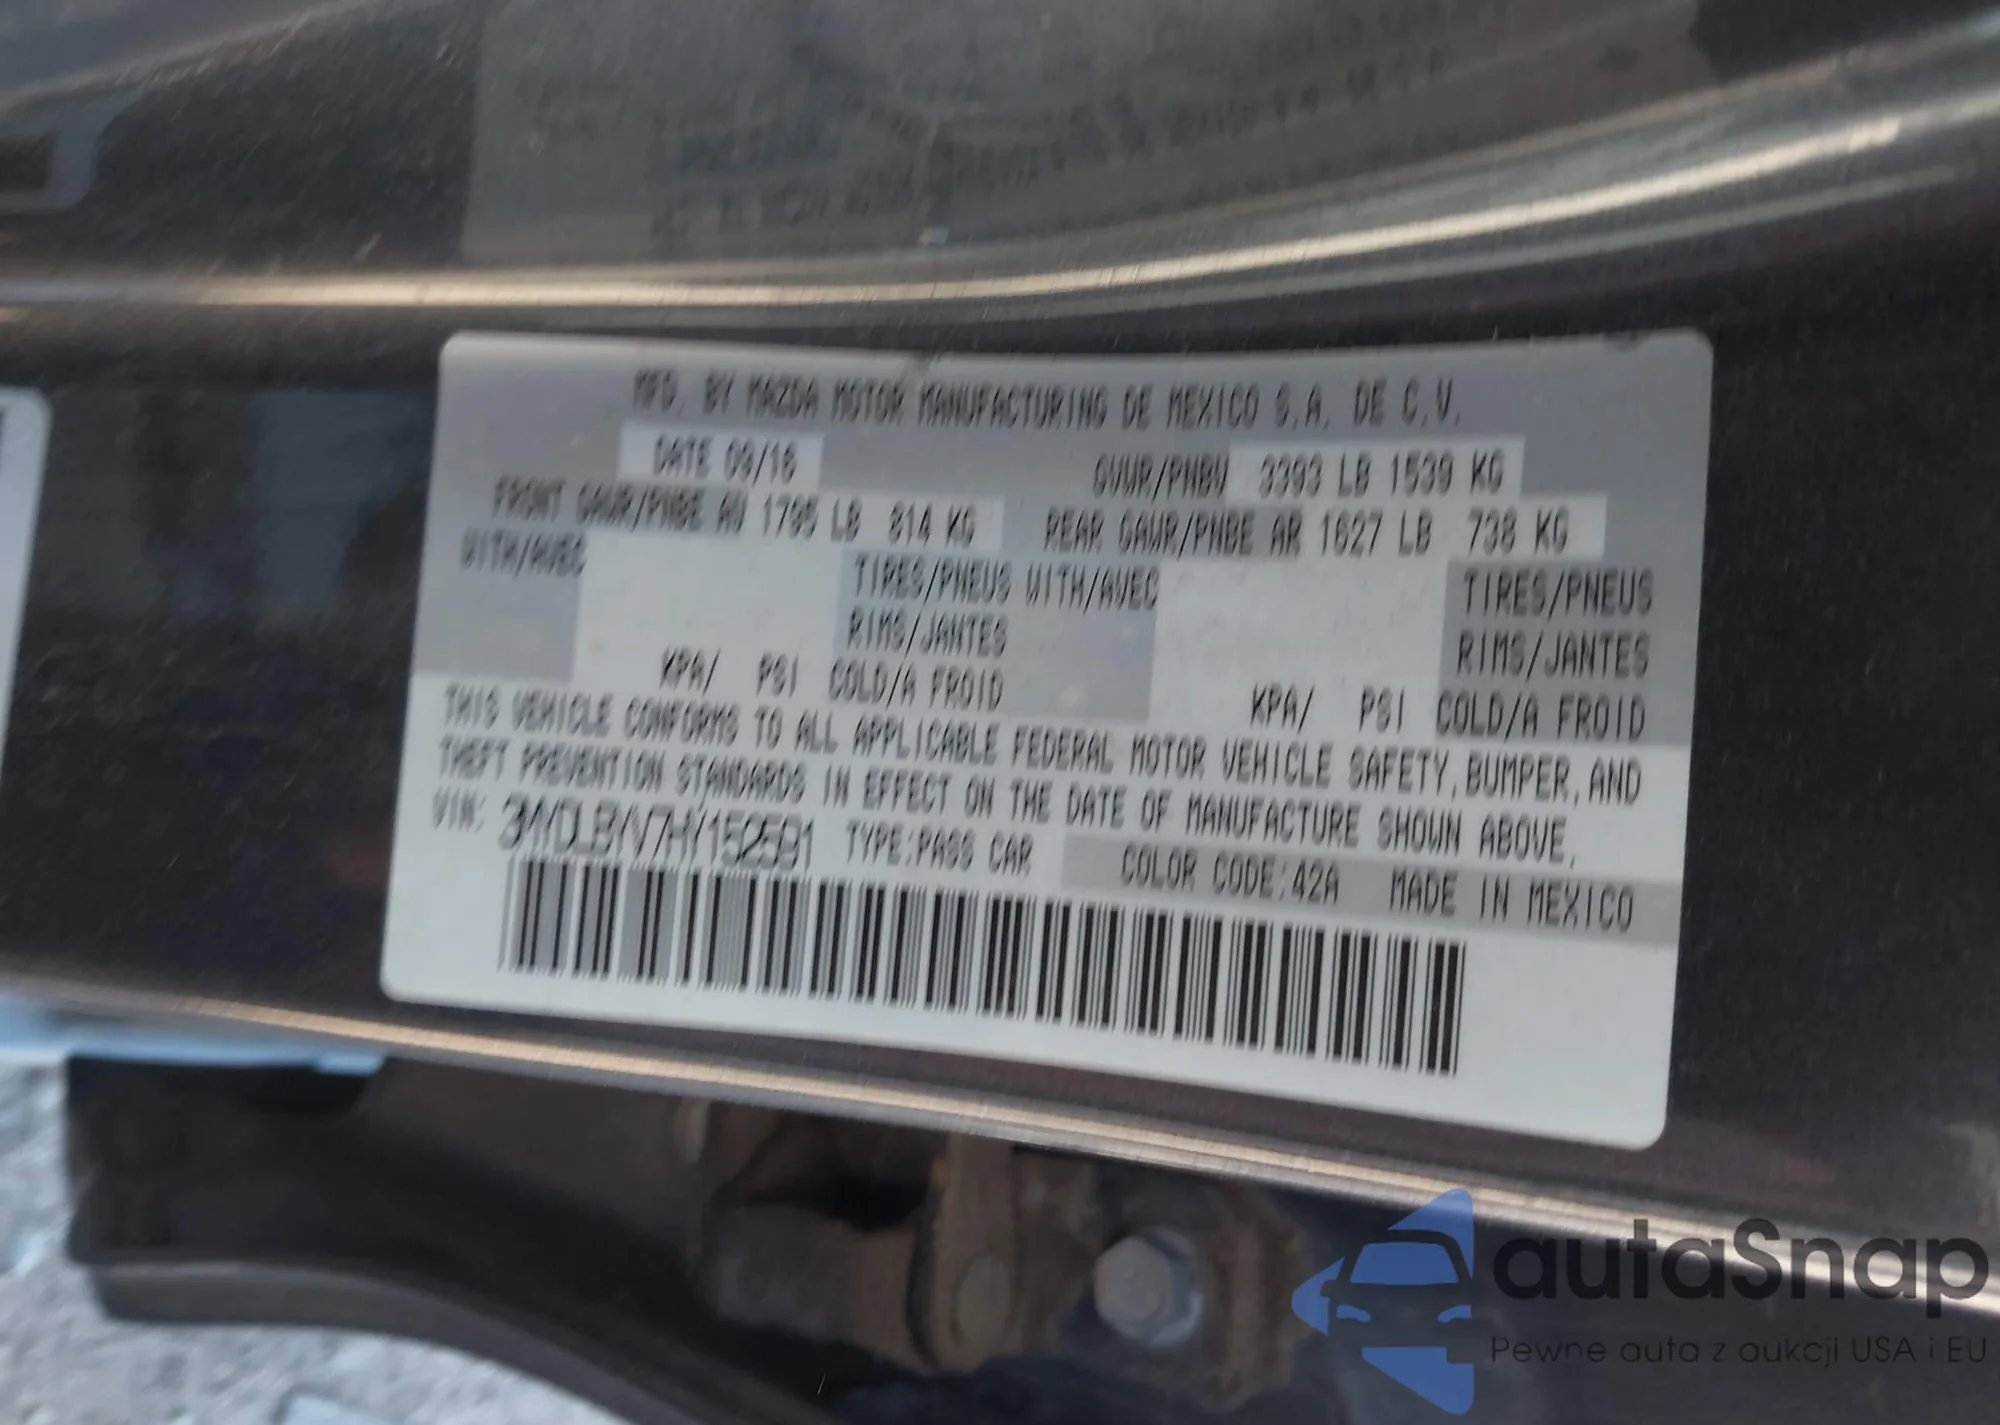 MFD. BY MAZDA MOTOR MANUFACTURING DE MEXICO S.A. DE C.V.
DATE 09/16 GVWR/PNBV 3393 LB 1539 KG
FRONT GAWR/PNBE AV 1795 LB 814 KG REAR GAWR/PNBE AR 1627 LB 738 KG
WITH/AVEC TIRES/PNEUS WITH/AVEC TIRES/PNEUS
RIMS/JANTES RIMS/JANTES
KPA/ PSI COLD/A FROID KPA/ PSI COLD/A FROID
THIS VEHICLE CONFORMS TO ALL APPLICABLE FEDERAL MOTOR VEHICLE SAFETY, BUMPER, AND
THEFT PREVENTION STANDARDS IN EFFECT ON THE DATE OF MANUFACTURE SHOWN ABOVE.
VIN: 3MYDLBYV7HY152591 TYPE:PASS CAR COLOR CODE:42A MADE IN MEXICO
autaSnap
Pewne auta z aukcji USA i EU